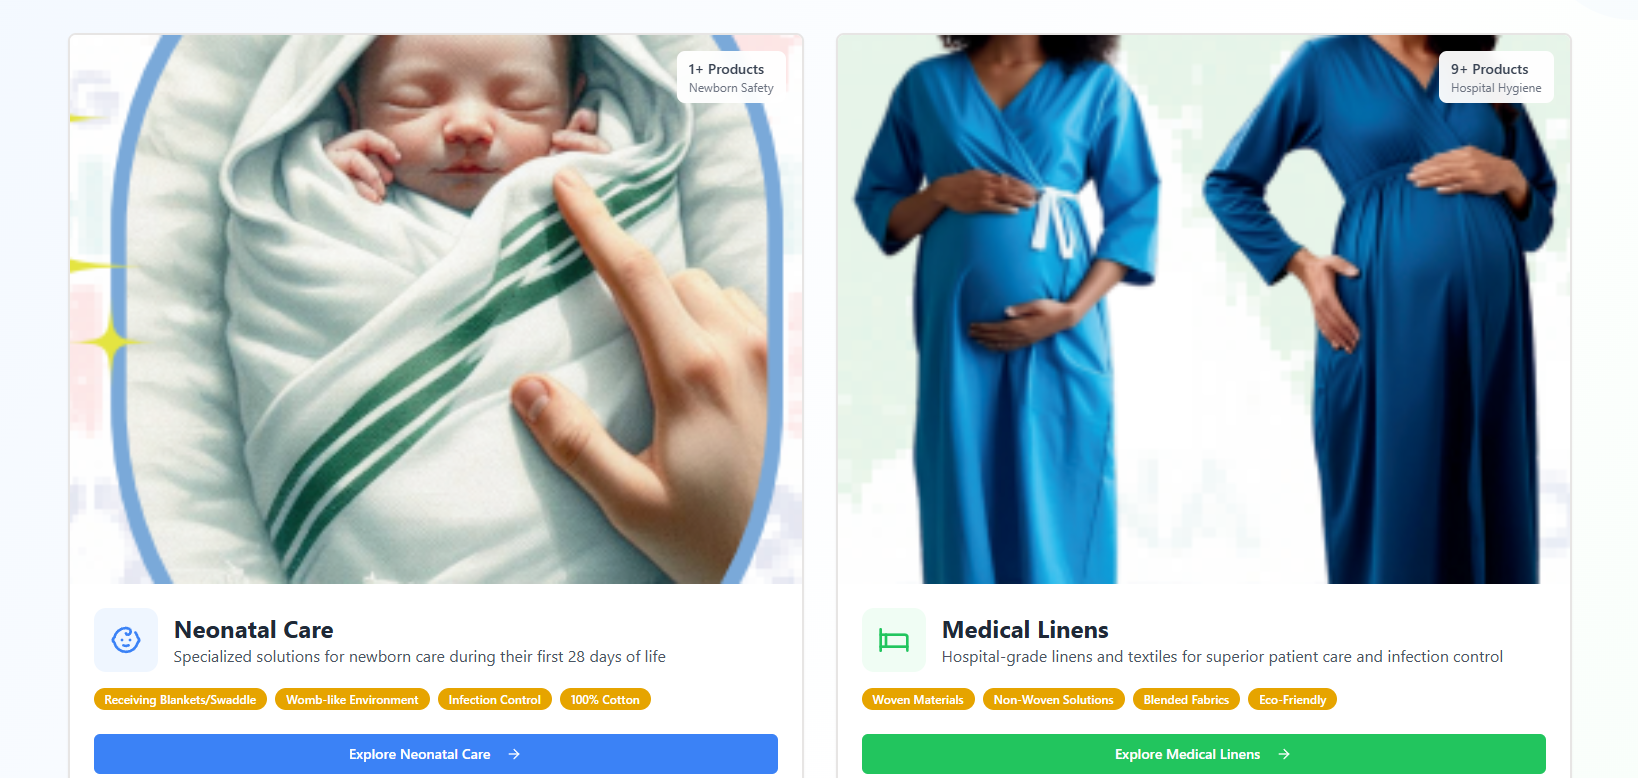 1+ Products
Newborn Safety
9+ Products
Hospital Hygiene
Neonatal Care
Specialized solutions for newborn care during their first 28 days of life
Receiving Blankets/Swaddle
Womb-like Environment
Infection Control
100% Cotton
Explore Neonatal Care →
Medical Linens
Hospital-grade linens and textiles for superior patient care and infection control
Woven Materials
Non-Woven Solutions
Blended Fabrics
Eco-Friendly
Explore Medical Linens →